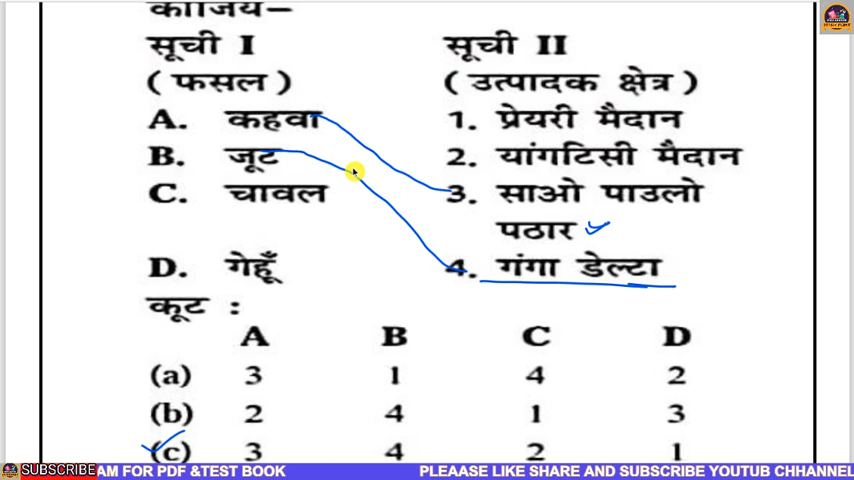 कीजिये–
सूची I सूची II
( फसल ) ( उत्पादक क्षेत्र )
A. कहवा 1. प्रेयरी मैदान
B. जूट 2. यांगटिसी मैदान
C. चावल 3. साओ पाउलो
पठार
D. गेहूँ 4. गंगा डेल्टा
कूट :
A B C D
(a) 3 1 4 2
(b) 2 4 1 3
(c) 3 4 2 1
SUBSCRIBE AM FOR PDF &TEST BOOK PLEAASE LIKE SHARE AND SUBSCRIBE YOUTUB CHHANNEL